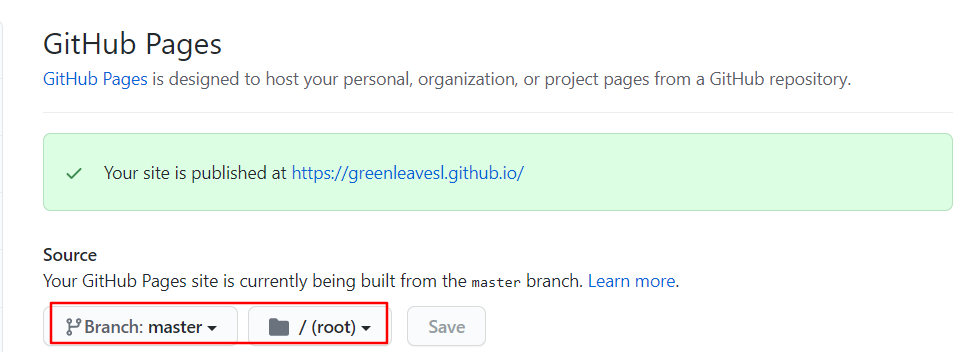 GitHub Pages
GitHub Pages is designed to host your personal, organization, or project pages from a GitHub repository.
Your site is published at https://greenleavesl.github.io/
Source
Your GitHub Pages site is currently being built from the master branch. Learn more.
Branch: master / (root) Save